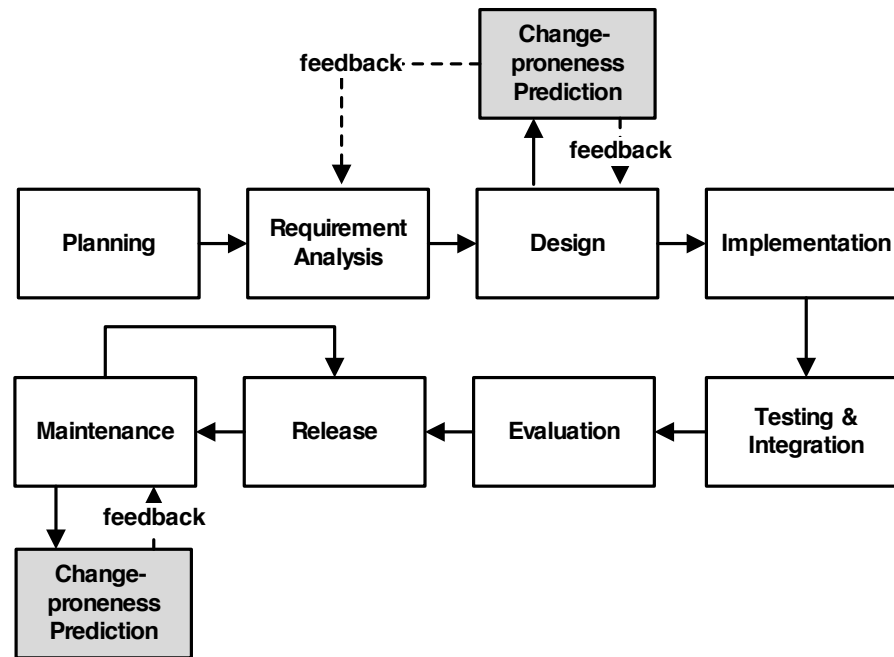 Change-
proneness
Prediction
feedback
feedback
Planning
Requirement
Analysis
Design
Implementation
Maintenance
Release
Evaluation
Testing &
Integration
feedback
Change-
proneness
Prediction